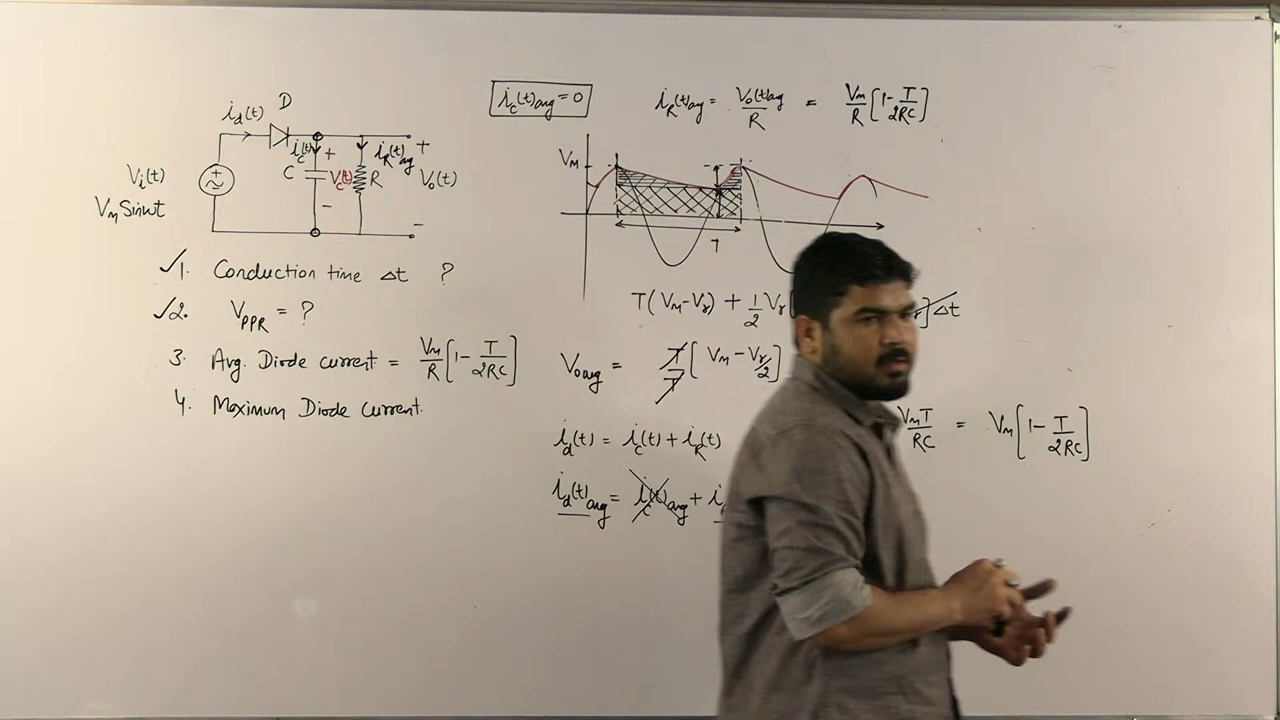 i_d(t) D
i_c(t) + i_R(t)avg +
V_i(t) C V_c(t) R V_o(t)
V_M Sinωt - -
✓1. Conduction time Δt ?
✓2. V_PPR = ?
3. Avg. Diode current = V_M/R [1 - T/2RC]
4. Maximum Diode Current.
i_c(t)avg = 0
i_R(t)avg = V_o(t)avg/R = V_M/R [1 - T/2RC]
V_M
T
T(V_M - V_r) + 1/2 V_r [ ] Δt
V_o avg = T/T [V_M - V_r/2]
V_M T/RC = V_M [1 - T/2RC]
i_d(t) = i_c(t) + i_R(t)
i_d(t)avg = i_c(t)avg + i